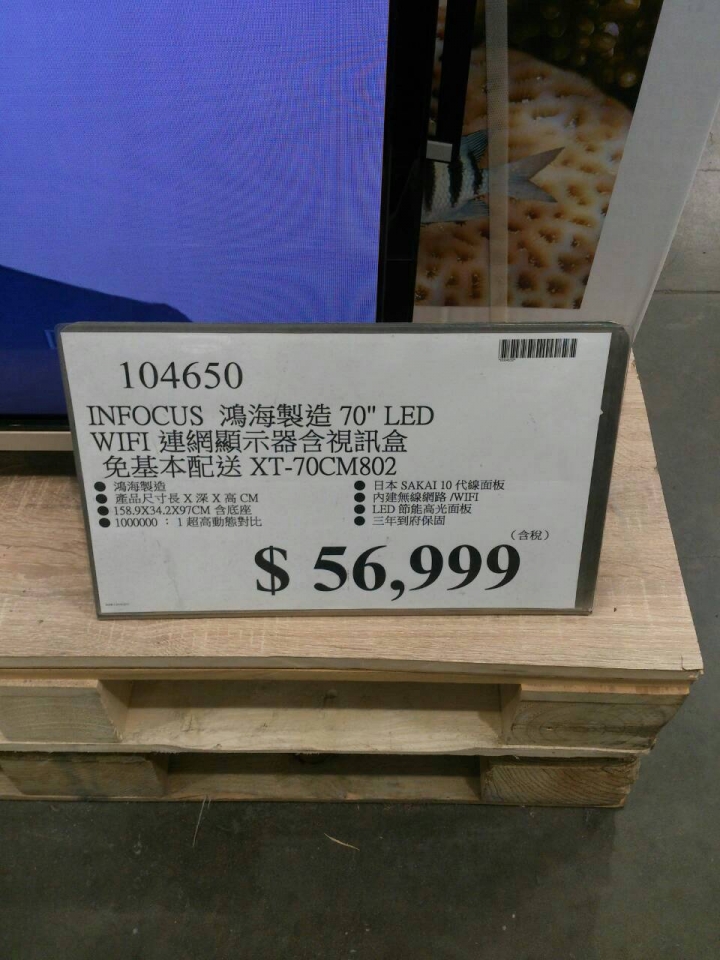 104650
INFOCUS 鴻海製造 70" LED
WIFI 連網顯示器含視訊盒
免基本配送 XT-70CM802
● 鴻海製造
● 產品尺寸長 X 深 X 高 CM
● 158.9X34.2X97CM 含底座
● 1000000 : 1 超高動態對比
● 日本 SAKAI 10 代線面板
● 內建無線網路 /WIFI
● LED 節能高光面板
● 三年到府保固
(含稅)
$ 56,999